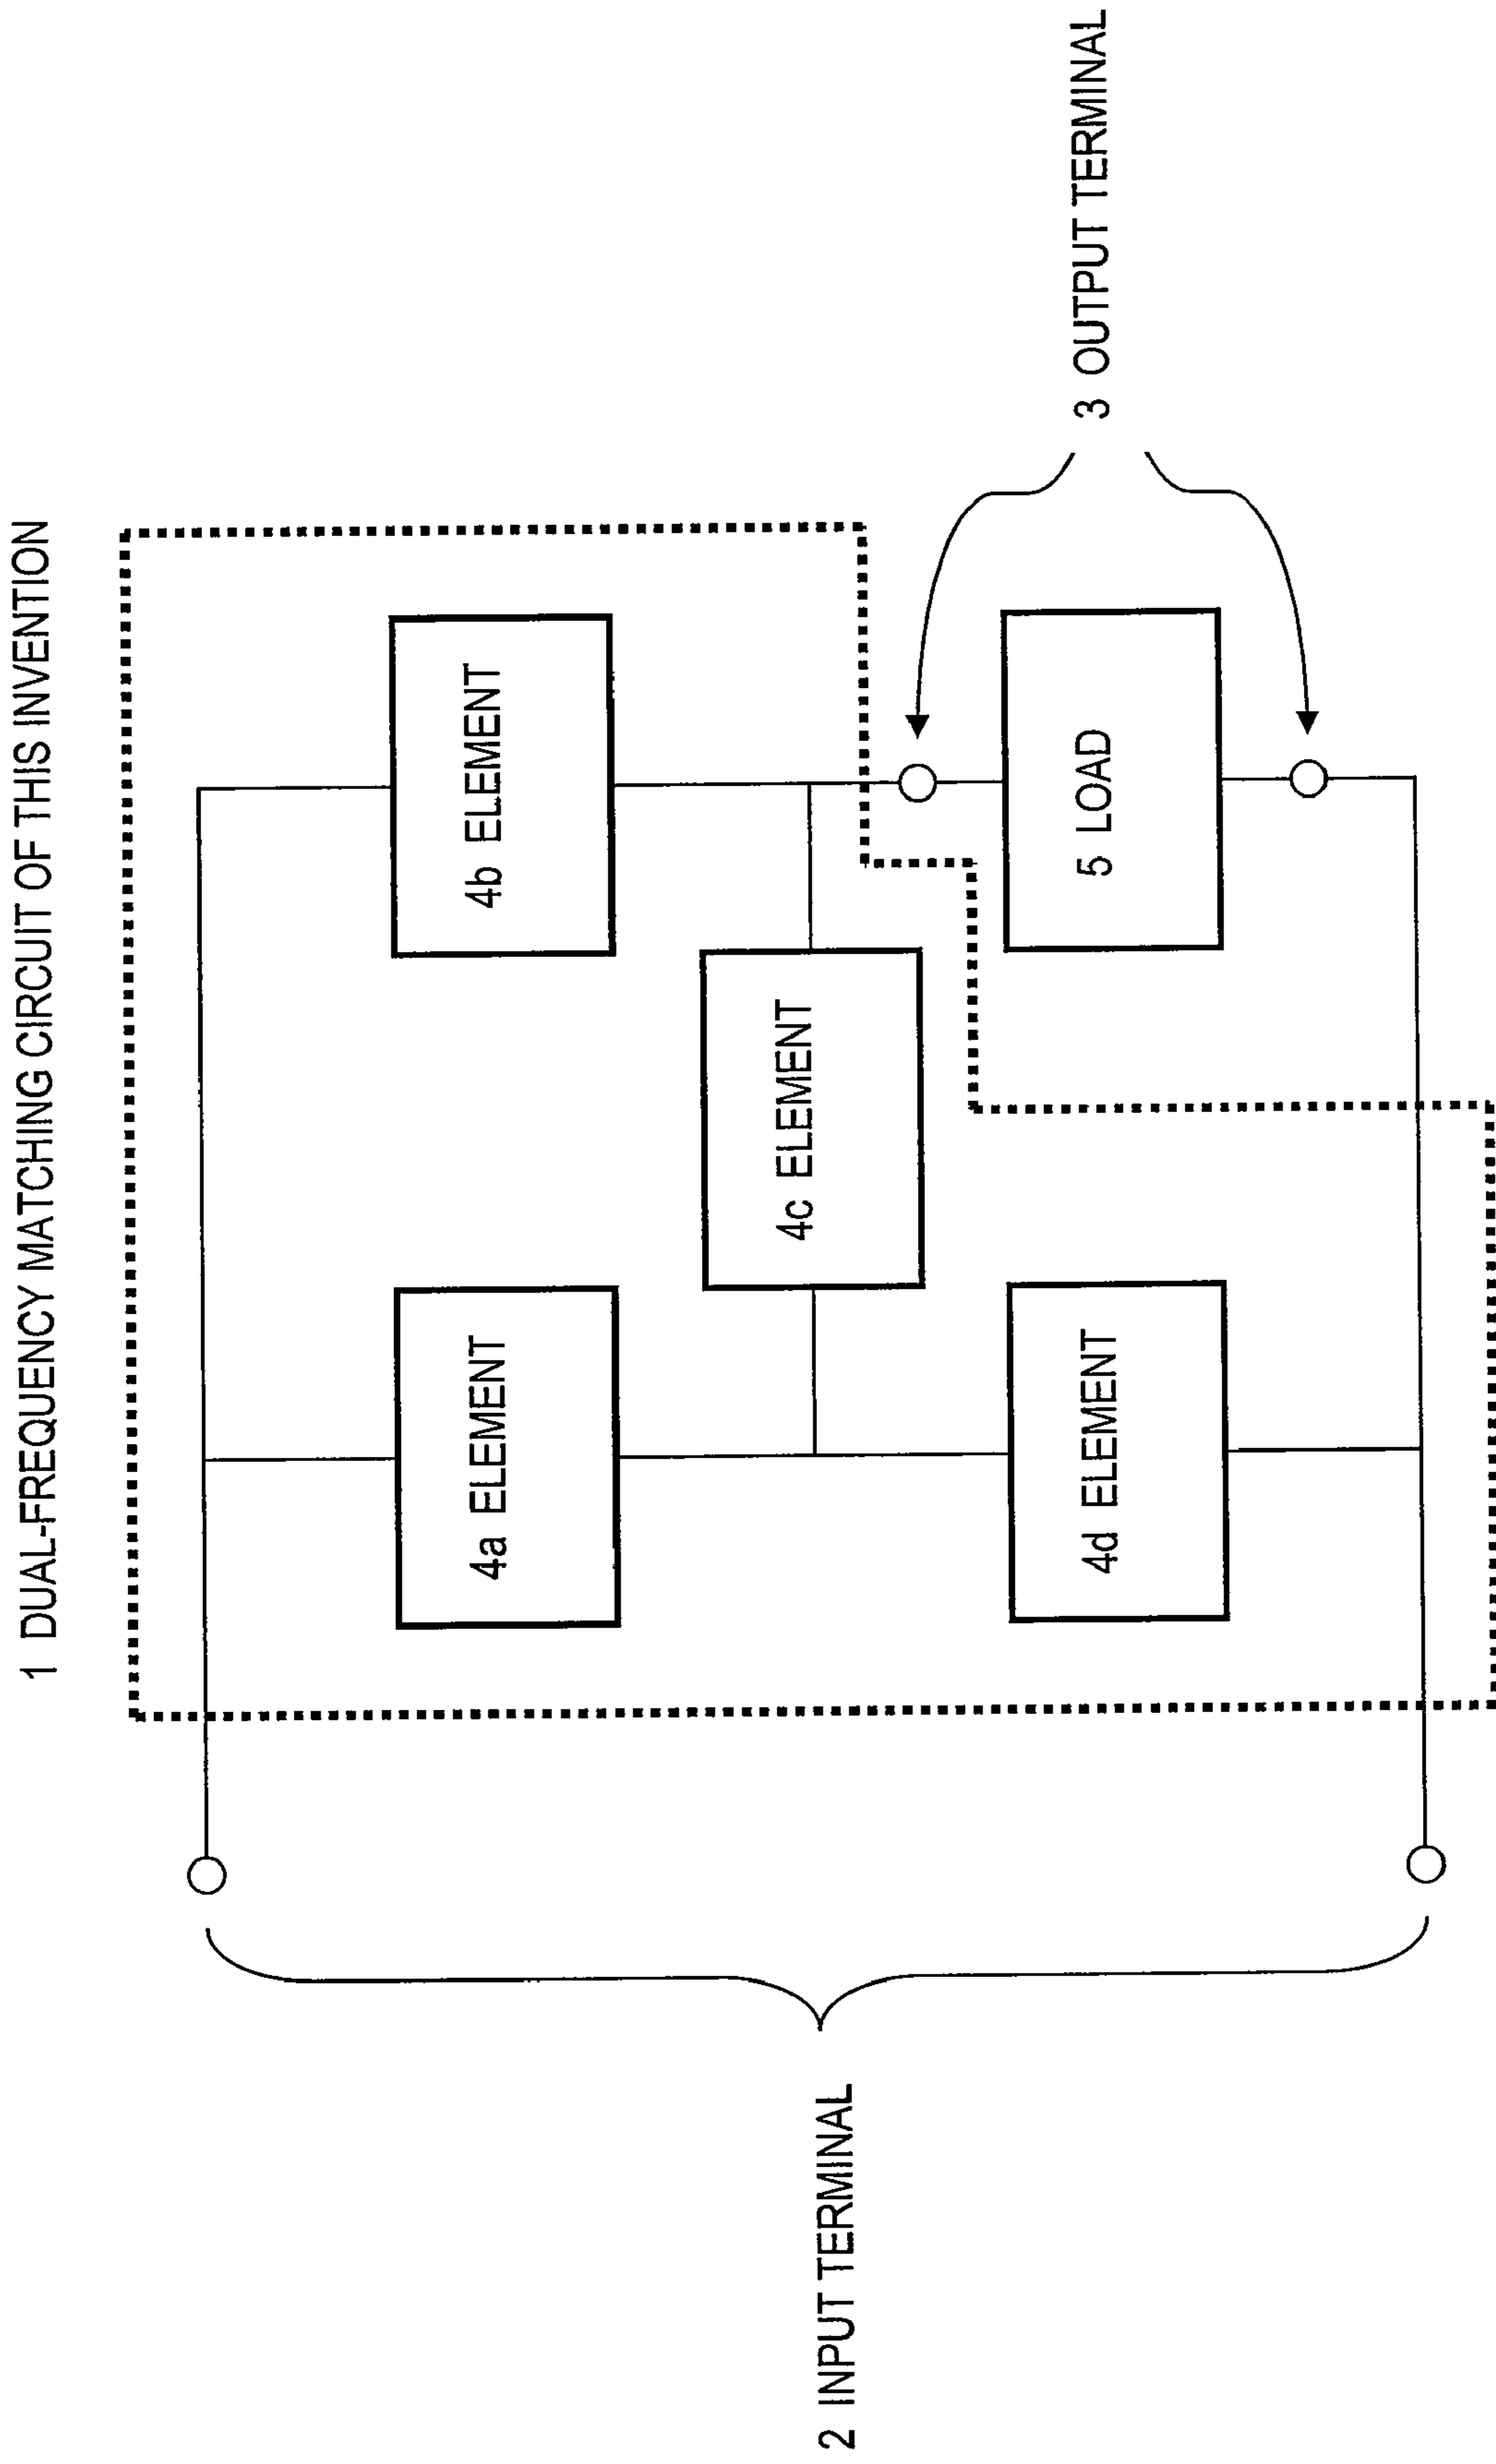 1 DUAL-FREQUENCY MATCHING CIRCUIT OF THIS INVENTION
4a ELEMENT
4b ELEMENT
4c ELEMENT
4d ELEMENT
5 LOAD
2 INPUT TERMINAL
3 OUTPUT TERMINAL